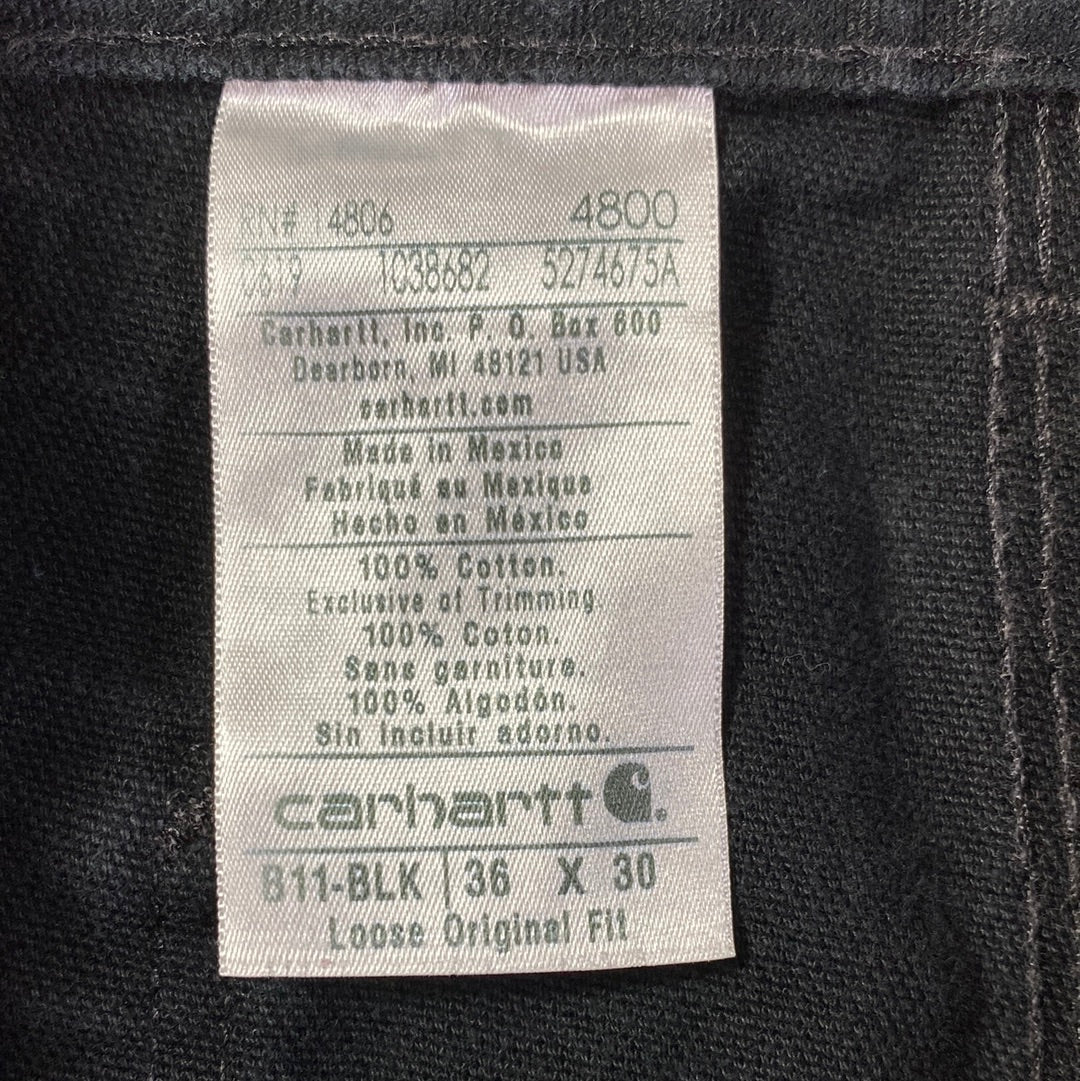 RN# 14806 4800
0619 1038682 5274675A
Carhartt, Inc. P. O. Box 600
Dearborn, MI 48121 USA
carhartt.com
Made in Mexico
Fabriqué au Mexique
Hecho en México
100% Cotton.
Exclusive of Trimming.
100% Coton.
Sans garniture.
100% Algodón.
Sin incluir adorno.
carhartt
B11-BLK 36 X 30
Loose Original Fit